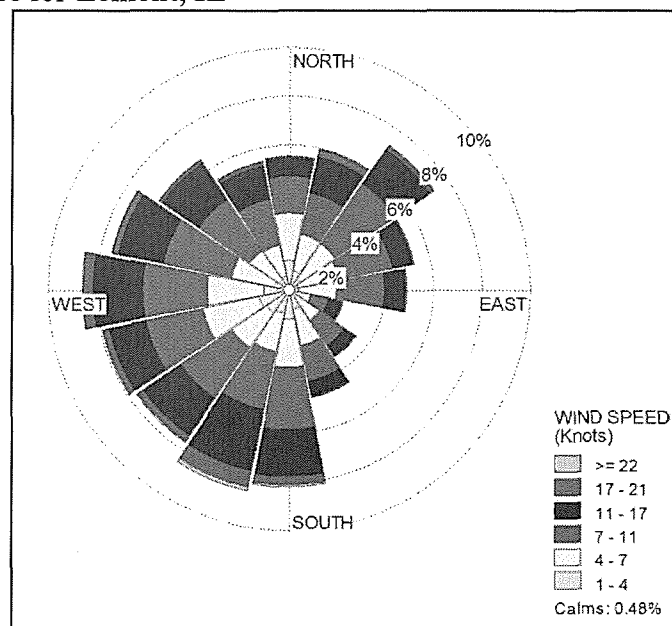 NORTH
10%
8%
6%
4%
2%
WEST
EAST
SOUTH
WIND SPEED
(Knots)
>= 22
17 - 21
11 - 17
7 - 11
4 - 7
1 - 4
Calms: 0.48%